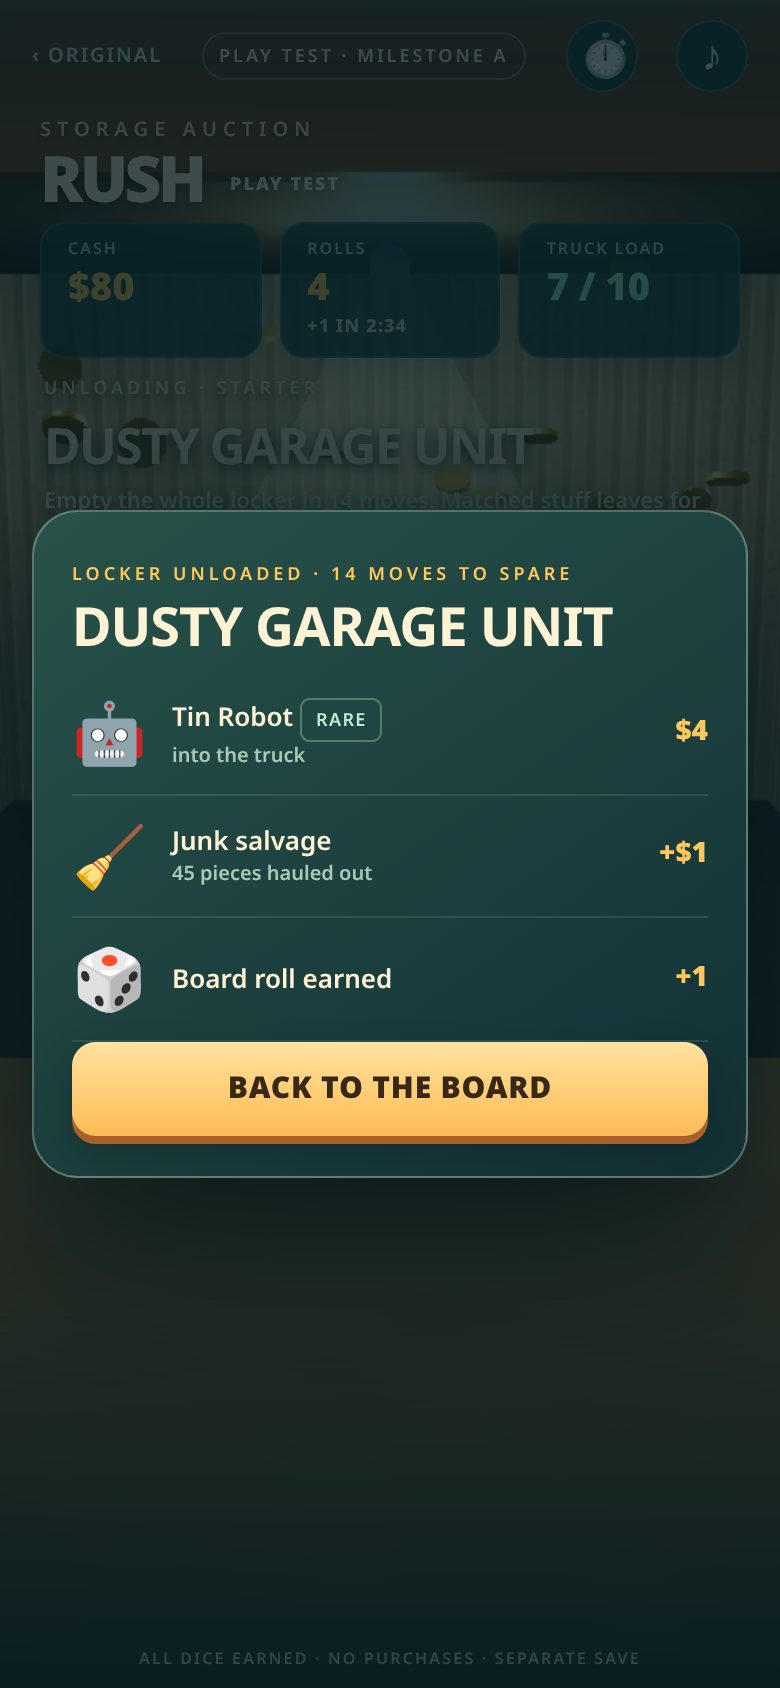 ‹ ORIGINAL
PLAY TEST · MILESTONE A
♪
STORAGE AUCTION
RUSH PLAY TEST
CASH
$80
ROLLS
4
+1 IN 2:34
TRUCK LOAD
7 / 10
UNLOADING · STARTER
DUSTY GARAGE UNIT
Empty the whole locker in 14 moves. Matched stuff leaves for
LOCKER UNLOADED · 14 MOVES TO SPARE
DUSTY GARAGE UNIT
Tin Robot RARE
into the truck
$4
Junk salvage
45 pieces hauled out
+$1
Board roll earned
+1
BACK TO THE BOARD
ALL DICE EARNED · NO PURCHASES · SEPARATE SAVE